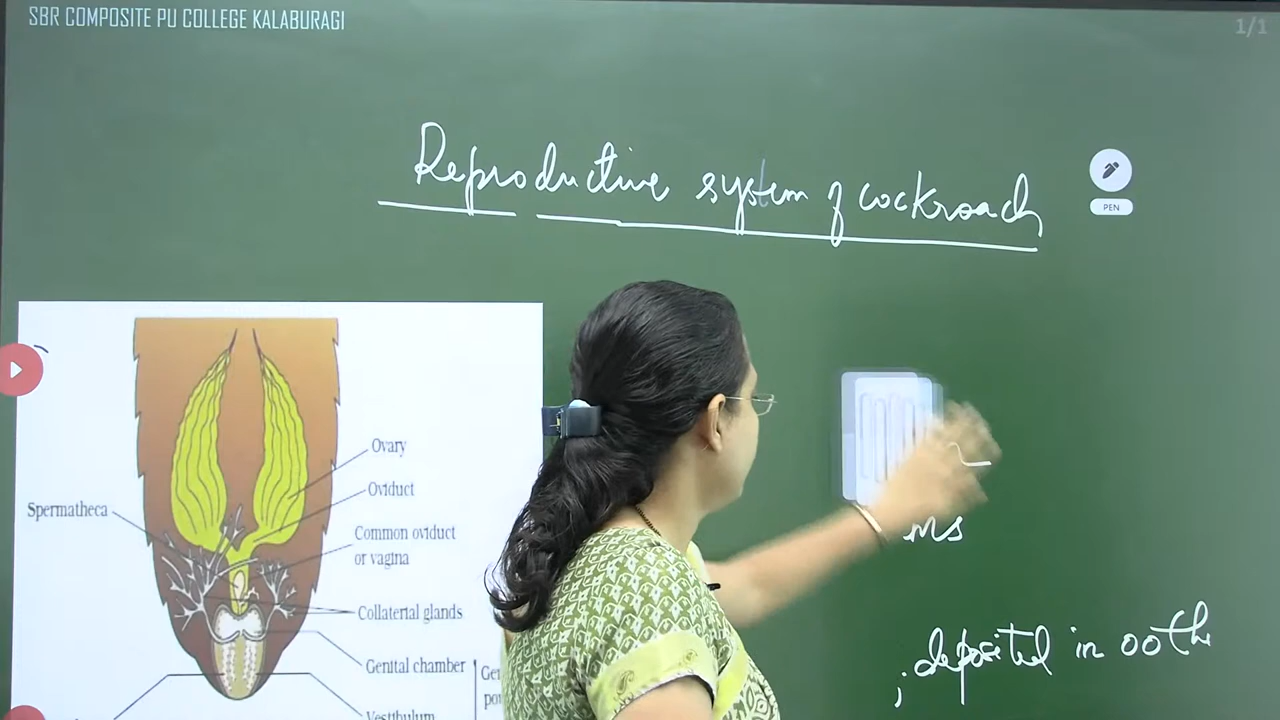 SBR COMPOSITE PU COLLEGE KALABURAGI
1/1
Reproductive system of cockroach
PEN
Ovary
Oviduct
Spermatheca
Common oviduct
or vagina
Collaterial glands
Genital chamber
Vestibulum
ms
; deposited in ooth